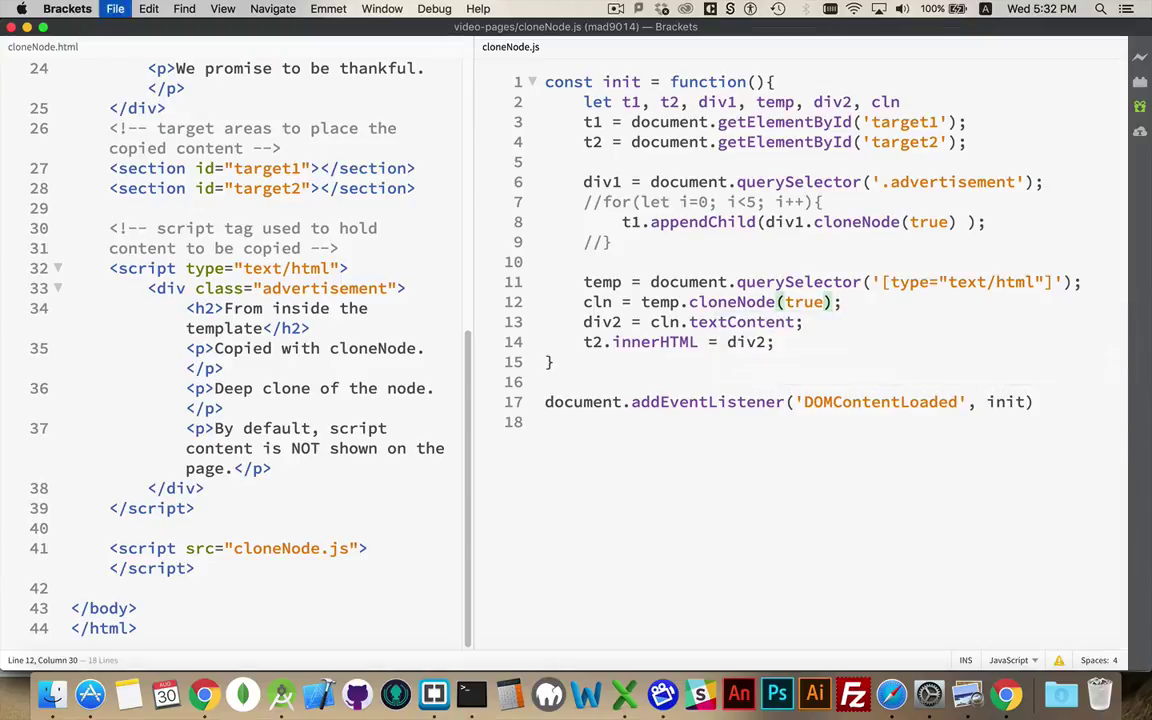 Brackets File Edit Find View Navigate Emmet Window Debug Help 100% A Wed 5:32 PM
video-pages/cloneNode.js (mad9014) — Brackets
cloneNode.html
24 <p>We promise to be thankful.
</p>
25 </div>
26 <!-- target areas to place the
copied content -->
27 <section id="target1"></section>
28 <section id="target2"></section>
29
30 <!-- script tag used to hold
31 content to be copied -->
32 <script type="text/html">
33 <div class="advertisement">
34 <h2>From inside the
template</h2>
35 <p>Copied with cloneNode.
</p>
36 <p>Deep clone of the node.
</p>
37 <p>By default, script
content is NOT shown on the
page.</p>
38 </div>
39 </script>
40
41 <script src="cloneNode.js">
</script>
42
43 </body>
44 </html>
cloneNode.js
1 const init = function(){
2 let t1, t2, div1, temp, div2, cln
3 t1 = document.getElementById('target1');
4 t2 = document.getElementById('target2');
5
6 div1 = document.querySelector('.advertisement');
7 //for(let i=0; i<5; i++){
8 t1.appendChild(div1.cloneNode(true) );
9 //}
10
11 temp = document.querySelector('[type="text/html"]');
12 cln = temp.cloneNode(true);
13 div2 = cln.textContent;
14 t2.innerHTML = div2;
15 }
16
17 document.addEventListener('DOMContentLoaded', init)
18
Line 12, Column 30 — 18 Lines
INS JavaScript Spaces: 4
AUG 30 W X S An Ps Ai Fz